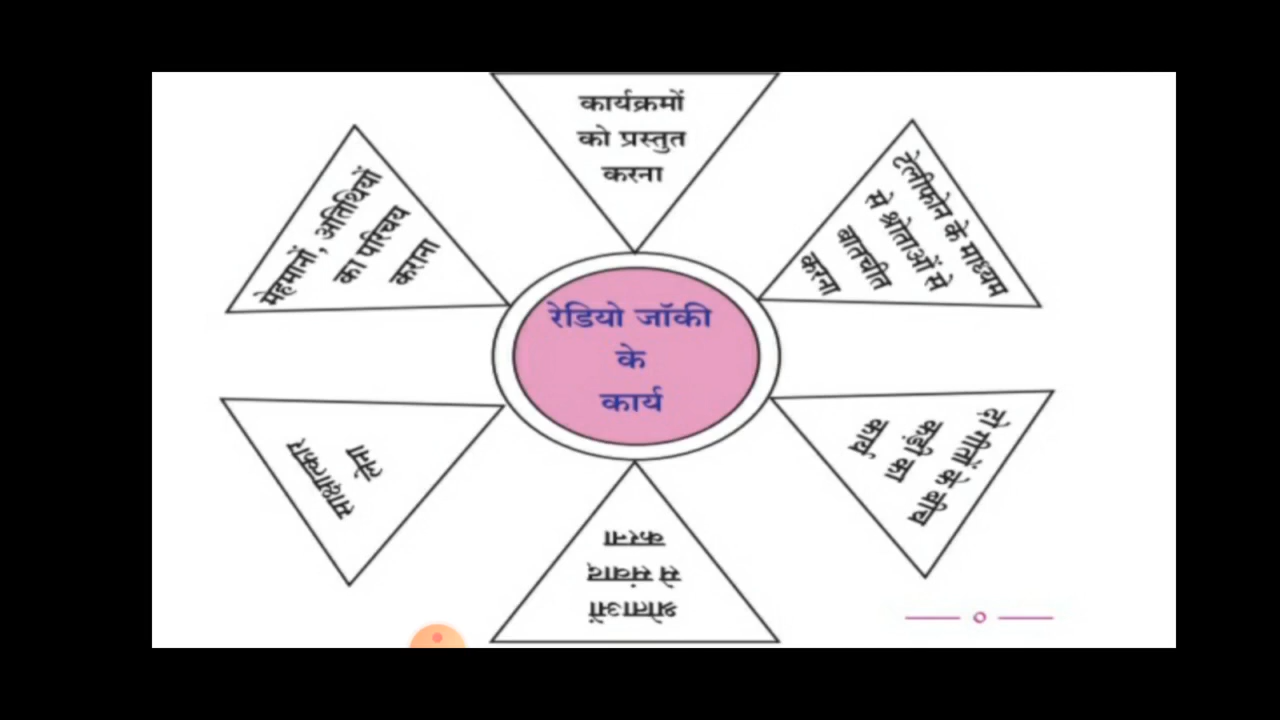 कार्यक्रमों
को प्रस्तुत
करना
टेलीफोन के माध्यम
से श्रोताओं से
बातचीत
करना
दो गीतों के बीच
कड़ी का
कार्य
श्रोताओं
से संवाद
करना
साक्षात्कार
लेना
मेहमानों, अतिथियों
का परिचय
कराना
रेडियो जॉकी
के
कार्य